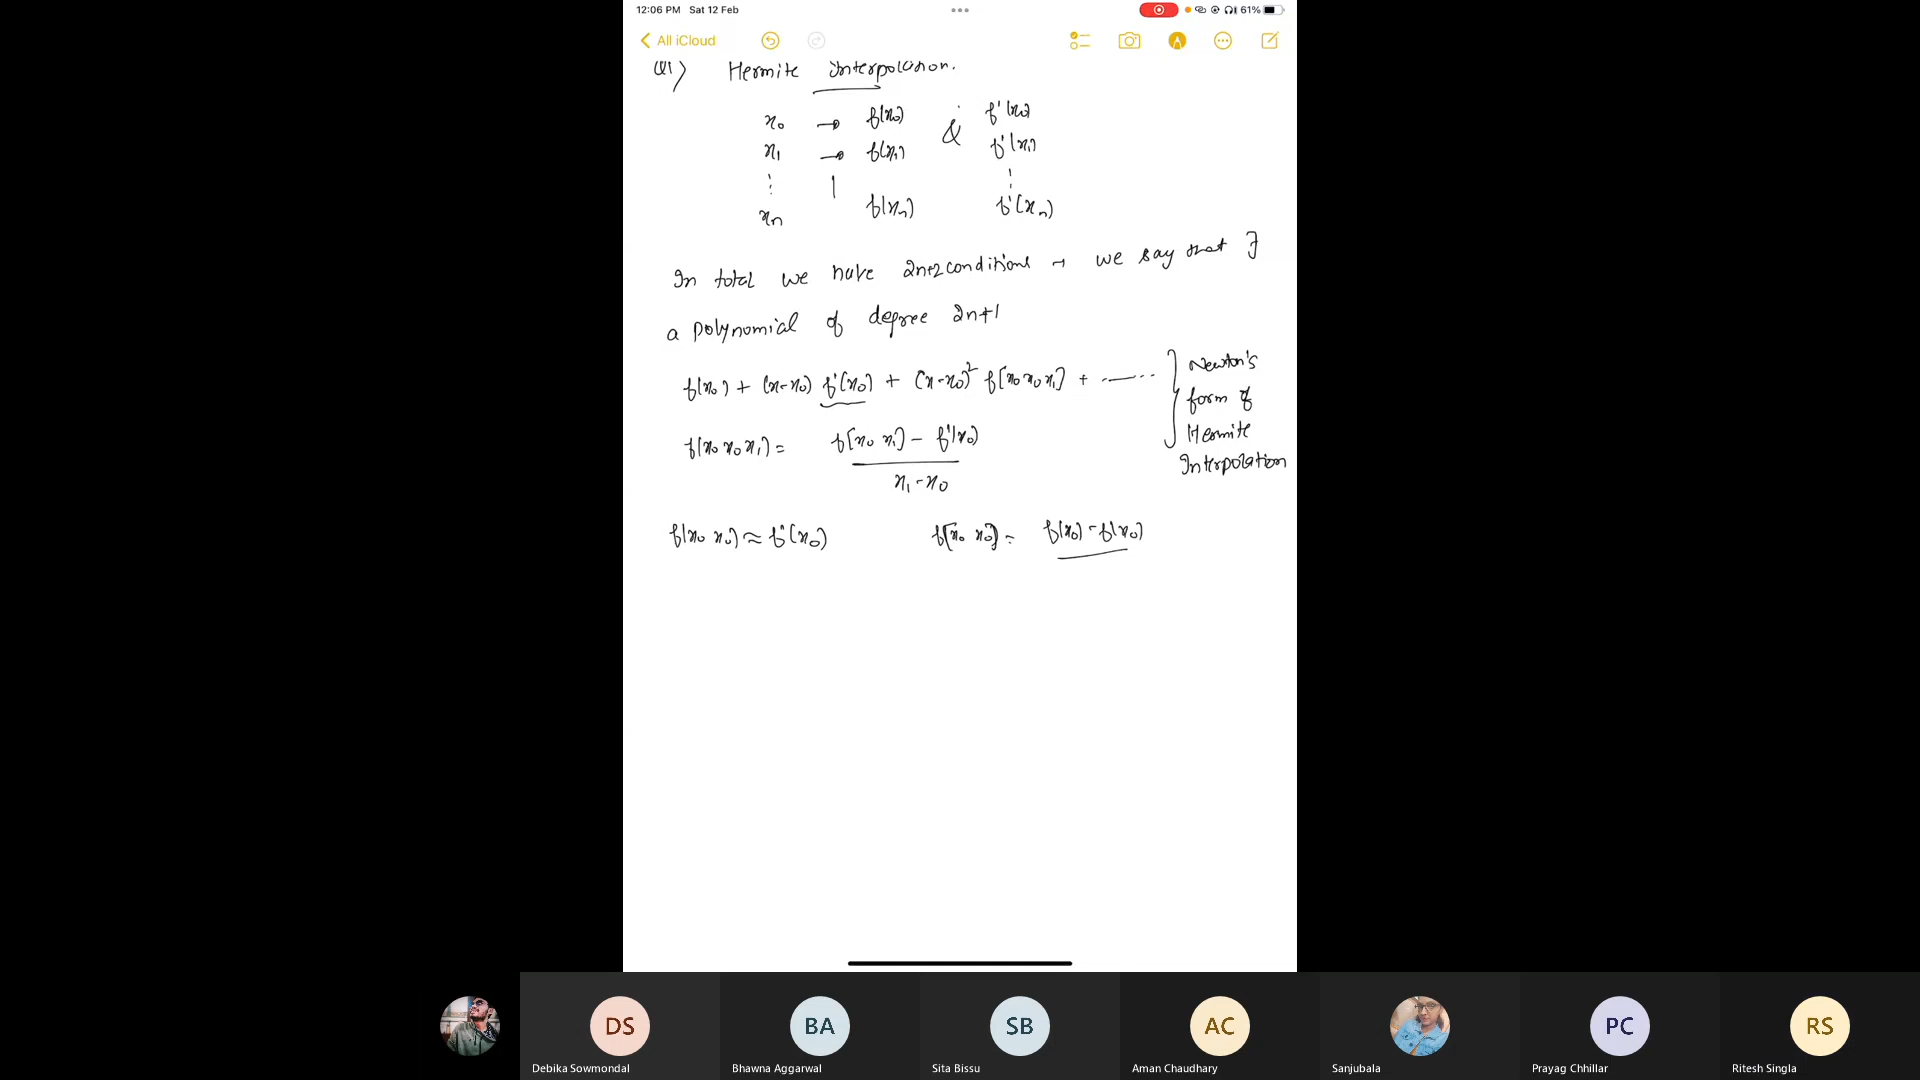 12:06 PM Sat 12 Feb
61%
All iCloud
Hermite Interpolation.
x₀ → f(x₀) & f'(x₀)
x₁ → f(x₁) f'(x₁)
⋮ | ⋮
xₙ f(xₙ) f'(xₙ)
In total we have 2n+2 conditions → we say that ∃
a polynomial of degree 2n+1
f(x₀) + (x-x₀) f'(x₀) + (x-x₀)² f[x₀ x₀ x₁] + ........ } Newton's
form of
Hermite
Interpolation
f(x₀ x₀ x₁) = f[x₀ x₁] - f'(x₀)
x₁ - x₀
f(x₀ x₀) ≈ f'(x₀) f[x₀ x₀] = f(x₀) - f(x₀)
DS BA SB AC PC RS
Debika Sowmondal Bhawna Aggarwal Sita Bissu Aman Chaudhary Sanjubala Prayag Chhillar Ritesh Singla